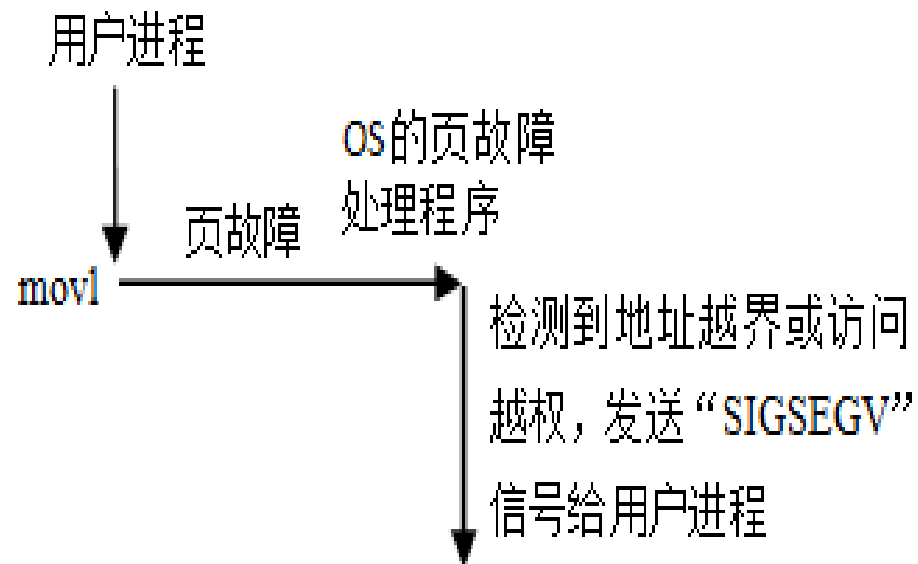 用户进程
OS的页故障
处理程序
页故障
movl
检测到地址越界或访问
越权，发送“SIGSEGV”
信号给用户进程